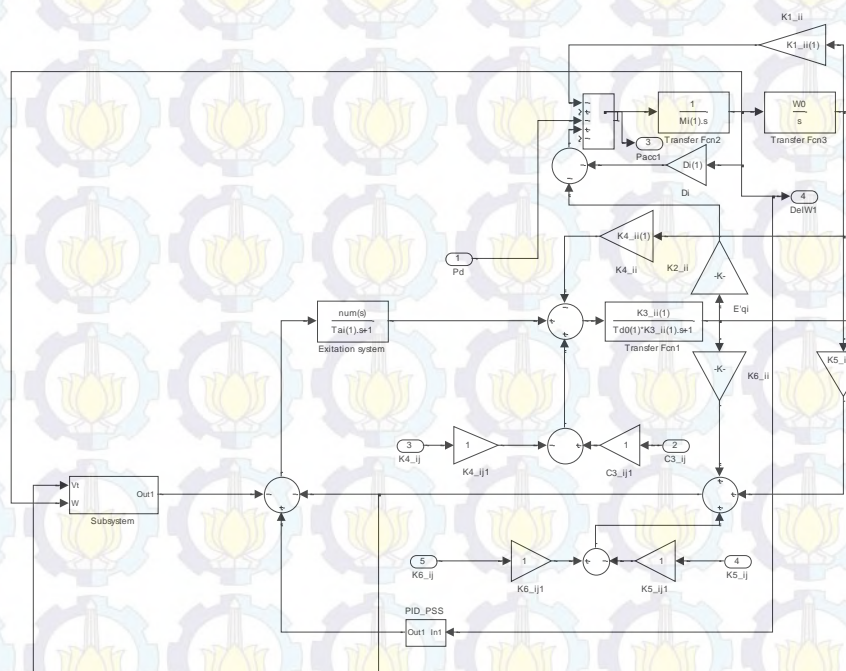 K1_ii
K1_ii(1)
1
Mi(1).s
Transfer Fcn2
W0
s
Transfer Fcn3
3
Pacc1
Di(1)
Di
4
DelW1
K4_ii(1)
K4_ii
K2_ii
-K-
1
Pd
E'qi
num(s)
Tai(1).s+1
Exitation system
K3_ii(1)
Td0(1)*K3_ii(1).s+1
Transfer Fcn1
-K-
K6_ii
3
K4_ij
1
K4_ij1
1
C3_ij1
2
C3_ij
Vt
W
Out1
Subsystem
5
K6_ij
1
K6_ij1
1
K5_ij1
4
K5_ij
PID_PSS
Out1 In1